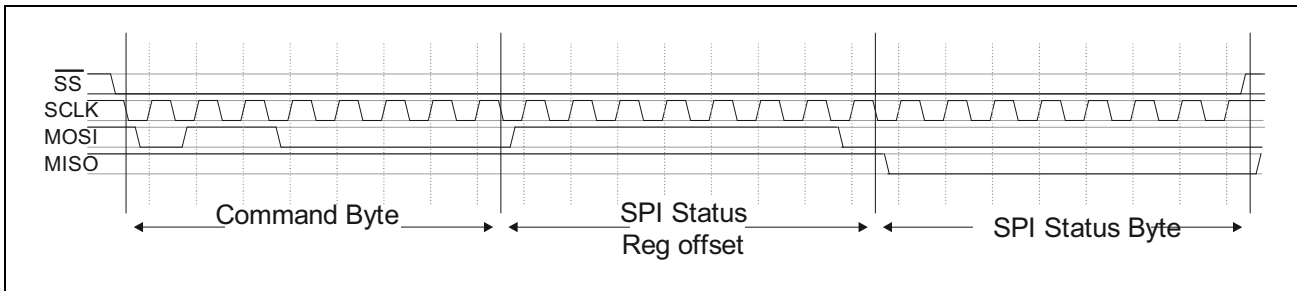 SS
SCLK
MOSI
MISO
Command Byte
SPI Status
Reg offset
SPI Status Byte